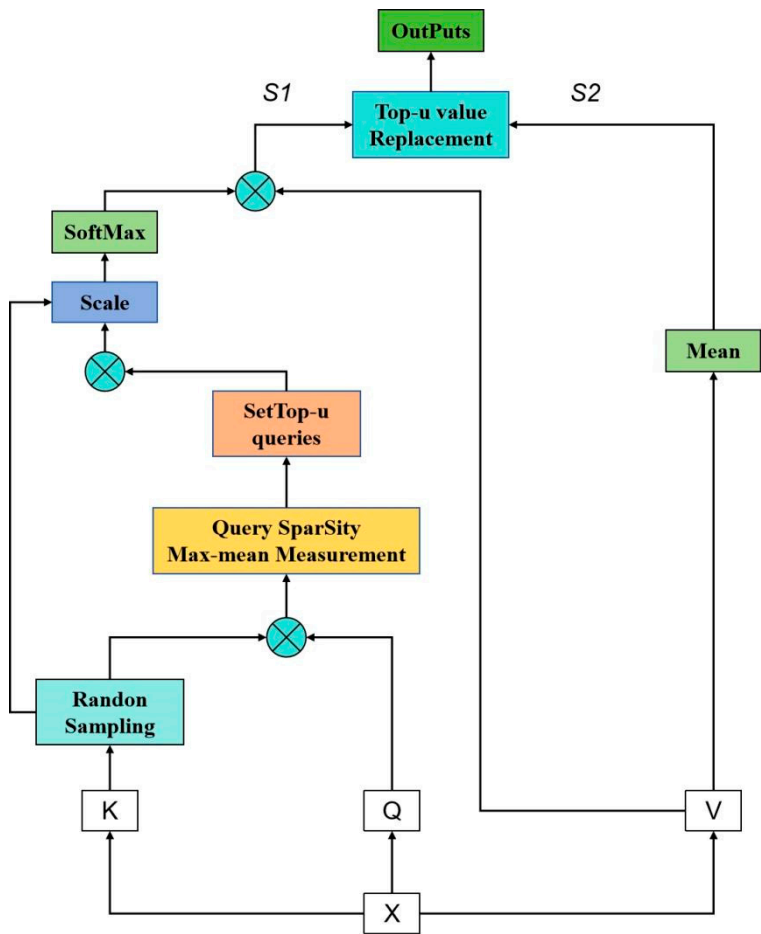 OutPuts
S1
Top-u value
Replacement
S2
SoftMax
Scale
Mean
SetTop-u
queries
Query SparSity
Max-mean Measurement
Randon
Sampling
K
Q
V
X